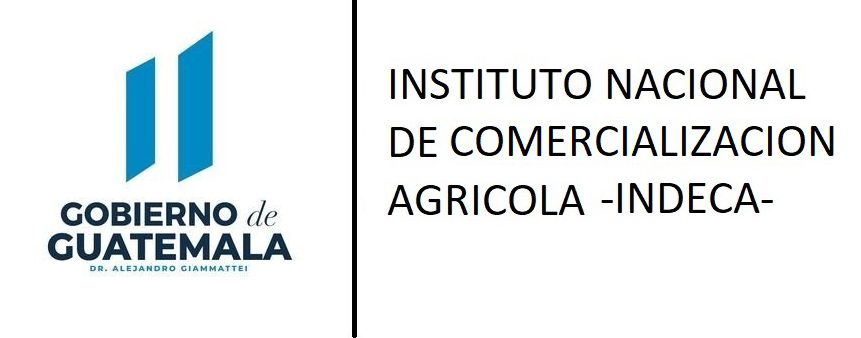 GOBIERNO de
GUATEMALA
DR. ALEJANDRO GIAMMATTEI
INSTITUTO NACIONAL
DE COMERCIALIZACION
AGRICOLA -INDECA-